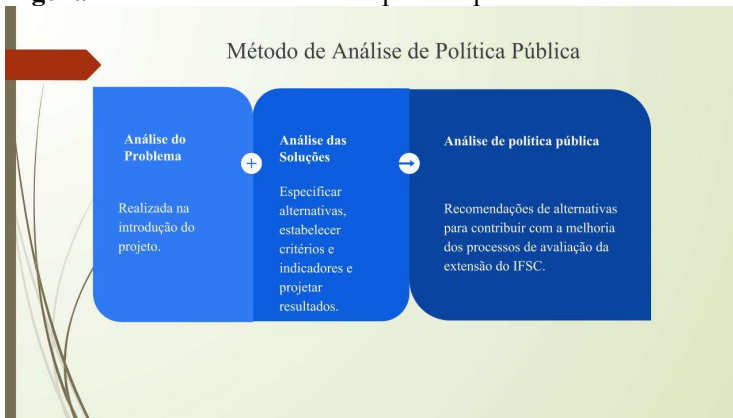 Método de Análise de Política Pública
Análise do
Problema
Realizada na
introdução do
projeto.
Análise das
Soluções
Especificar
alternativas,
estabelecer
critérios e
indicadores e
projetar
resultados.
Análise de política pública
Recomendações de alternativas
para contribuir com a melhoria
dos processos de avaliação da
extensão do IFSC.